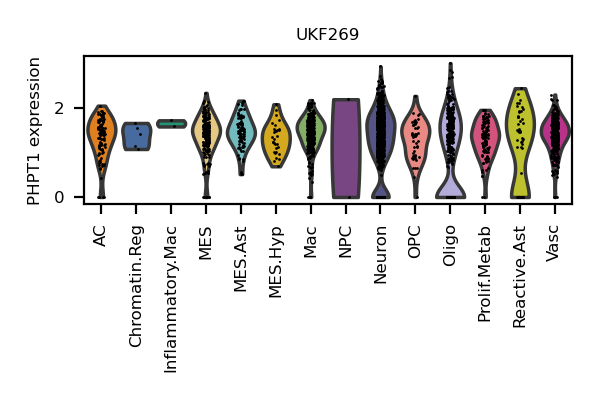 UKF269
PHPT1 expression
2
0
AC
Chromatin.Reg
Inflammatory.Mac
MES
MES.Ast
MES.Hyp
Mac
NPC
Neuron
OPC
Oligo
Prolif.Metab
Reactive.Ast
Vasc